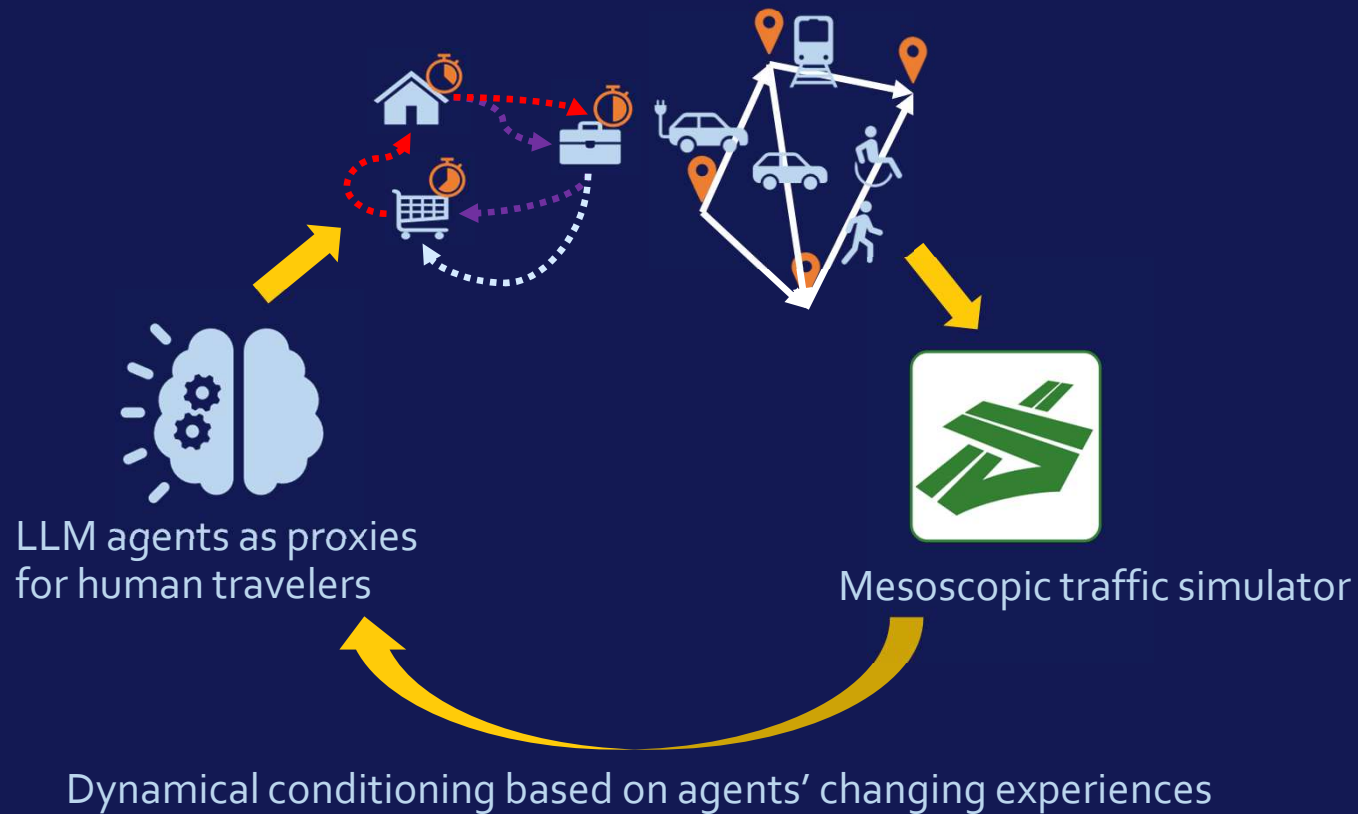 LLM agents as proxies
for human travelers
Mesoscopic traffic simulator
Dynamical conditioning based on agents’ changing experiences